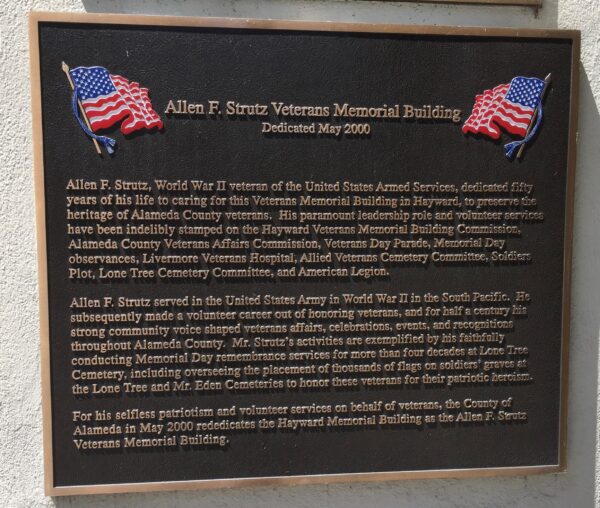 Allen F. Strutz Veterans Memorial Building
Dedicated May 2000
Allen F. Strutz, World War II veteran of the United States Armed Services, dedicated fifty
years of his life to caring for this Veterans Memorial Building in Hayward, to preserve the
heritage of Alameda County veterans. His paramount leadership role and volunteer services
have been indelibly stamped on the Hayward Veterans Memorial Building Commission,
Alameda County Veterans Affairs Commission, Veterans Day Parade, Memorial Day
observances, Livermore Veterans Hospital, Allied Veterans Cemetery Committee, Soldiers
Plot, Lone Tree Cemetery Committee, and American Legion.
Allen F. Strutz served in the United States Army in World War II in the South Pacific. He
subsequently made a volunteer career out of honoring veterans, and for half a century his
strong community voice shaped veterans affairs, celebrations, events, and recognitions
throughout Alameda County. Mr. Strutz's activities are exemplified by his faithfully
conducting Memorial Day remembrance services for more than four decades at Lone Tree
Cemetery, including overseeing the placement of thousands of flags on soldiers' graves at
the Lone Tree and Mr. Eden Cemeteries to honor these veterans for their patriotic heroism.
For his selfless patriotism and volunteer services on behalf of veterans, the County of
Alameda in May 2000 rededicates the Hayward Memorial Building as the Allen F. Strutz
Veterans Memorial Building.